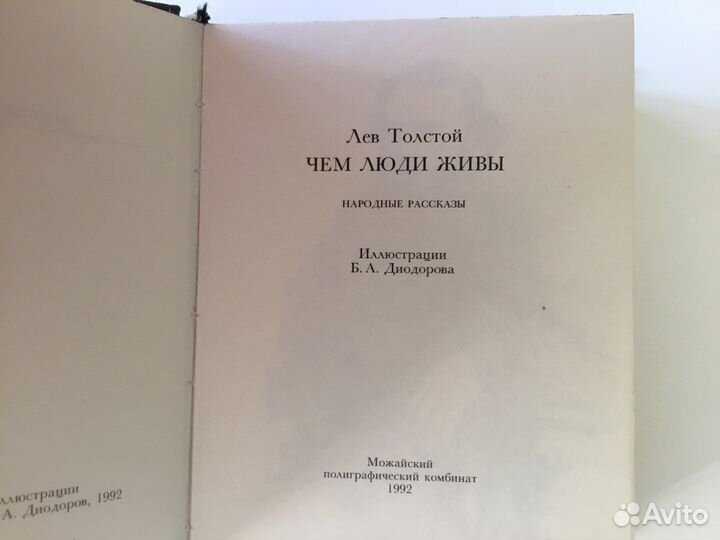 Лев Толстой
ЧЕМ ЛЮДИ ЖИВЫ
НАРОДНЫЕ РАССКАЗЫ
Иллюстрации
Б. А. Диодорова
Можайский
полиграфический комбинат
1992
А. Диодоров, 1992
Avito